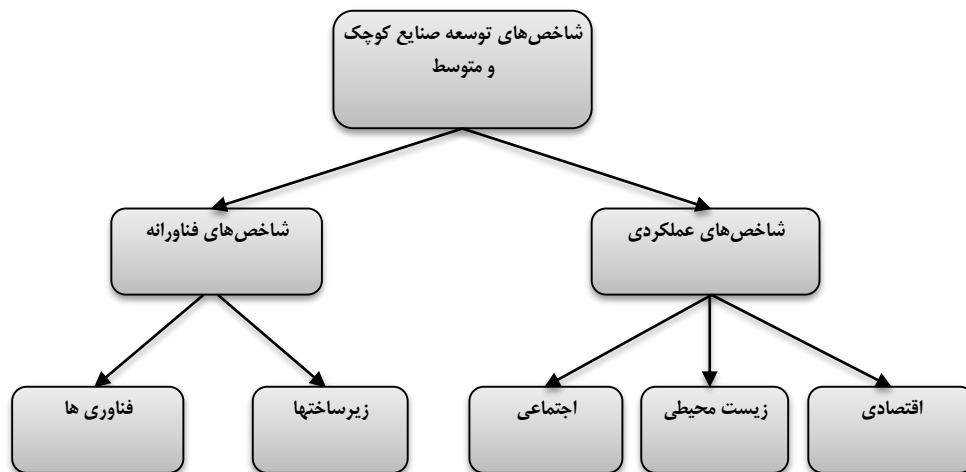 شاخص‌های توسعه صنایع کوچک
و متوسط
شاخص‌های عملکردی
شاخص‌های فناورانه
اقتصادی
زیست محیطی
اجتماعی
زیرساختها
فناوری ها